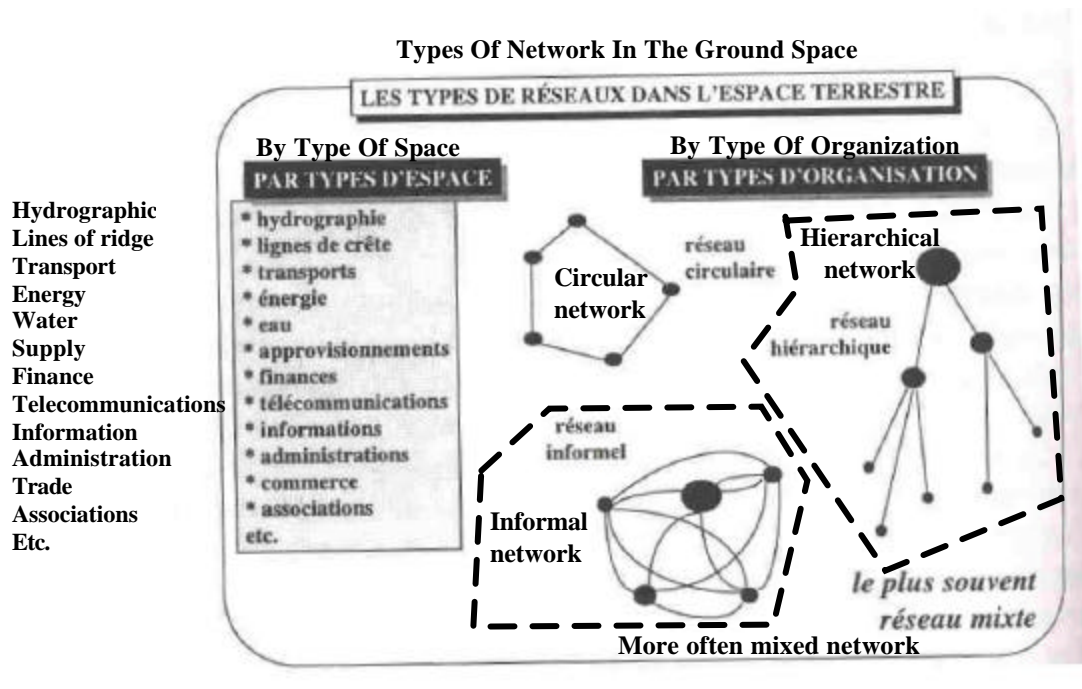 Types Of Network In The Ground Space
LES TYPES DE RÉSEAUX DANS L'ESPACE TERRESTRE
By Type Of Space
PAR TYPES D'ESPACE
Hydrographic
Lines of ridge
Transport
Energy
Water
Supply
Finance
Telecommunications
Information
Administration
Trade
Associations
Etc.
* hydrographie
* lignes de crête
* transports
* énergie
* eau
* approvisionnements
* finances
* télécommunications
* informations
* administrations
* commerce
* associations
etc.
By Type Of Organization
PAR TYPES D'ORGANISATION
réseau
circulaire
Circular
network
Hierarchical
network
réseau
hiérarchique
réseau
informel
Informal
network
le plus souvent
réseau mixte
More often mixed network